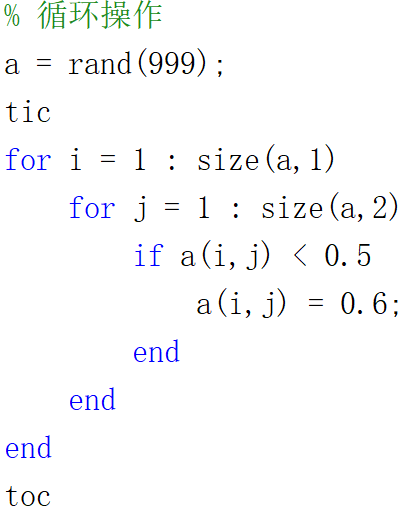 % 循环操作
a = rand(999);
tic
for i = 1 : size(a,1)
    for j = 1 : size(a,2)
        if a(i,j) < 0.5
            a(i,j) = 0.6;
        end
    end
end
toc